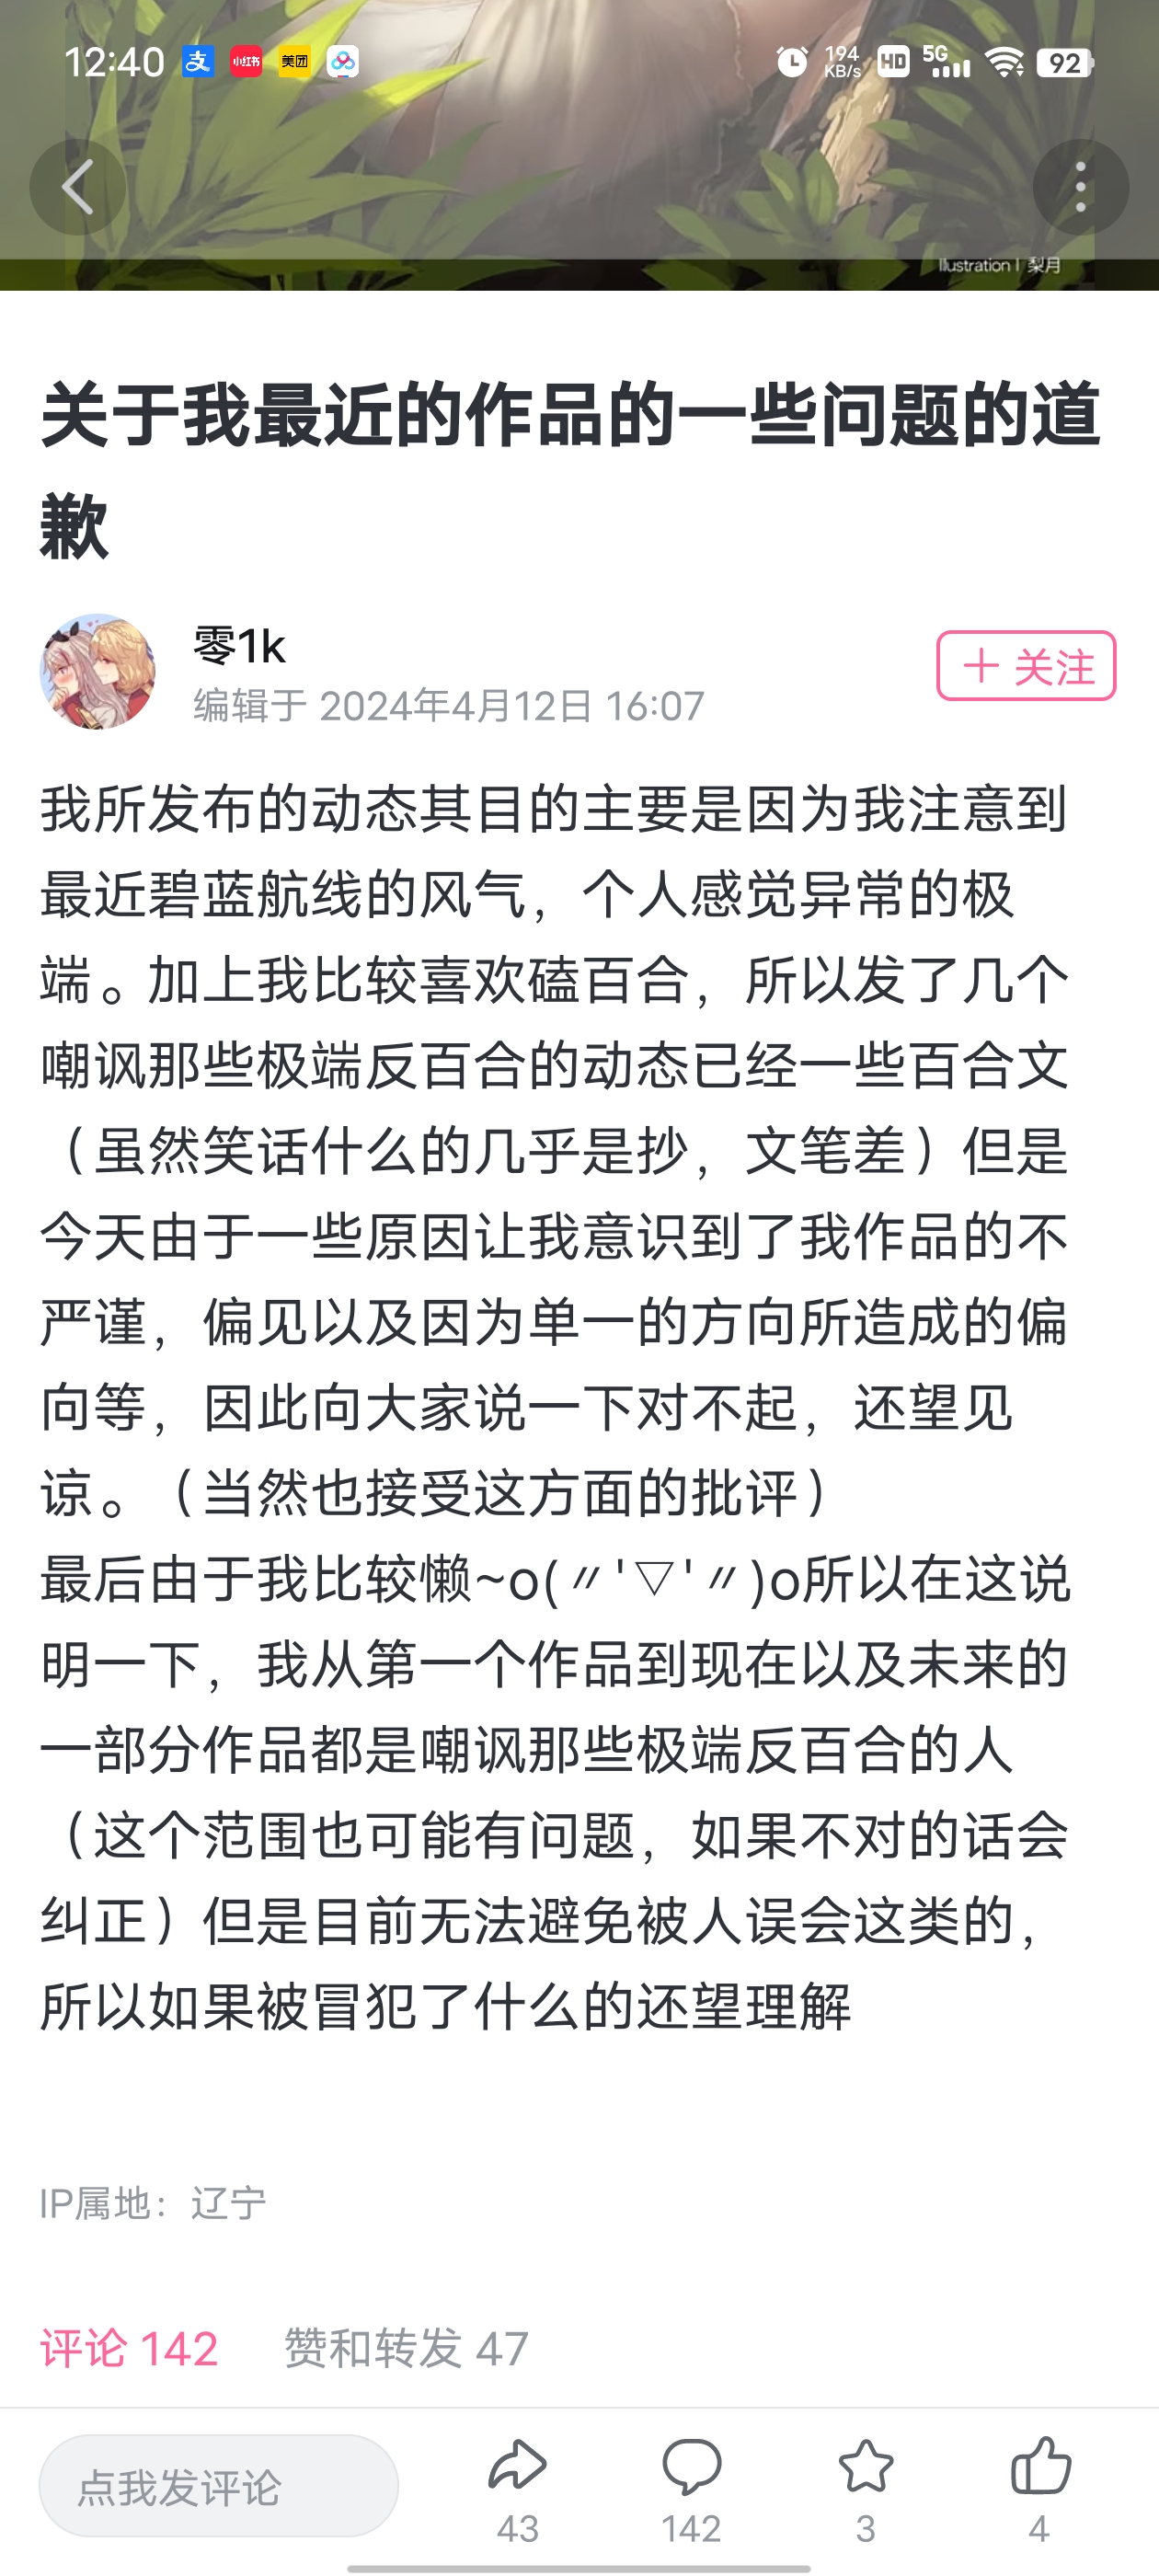 12:40 支 小红书 美团 194 KB/s HD 5G 92
Illustration | 梨月
关于我最近的作品的一些问题的道
歉
零1k
编辑于 2024年4月12日 16:07
+ 关注
我所发布的动态其目的主要是因为我注意到
最近碧蓝航线的风气，个人感觉异常的极
端。加上我比较喜欢磕百合，所以发了几个
嘲讽那些极端反百合的动态已经一些百合文
（虽然笑话什么的几乎是抄，文笔差）但是
今天由于一些原因让我意识到了我作品的不
严谨，偏见以及因为单一的方向所造成的偏
向等，因此向大家说一下对不起，还望见
谅。（当然也接受这方面的批评）
最后由于我比较懒~o(〃'▽'〃)o所以在这说
明一下，我从第一个作品到现在以及未来的
一部分作品都是嘲讽那些极端反百合的人
（这个范围也可能有问题，如果不对的话会
纠正）但是目前无法避免被人误会这类的，
所以如果被冒犯了什么的还望理解
IP属地：辽宁
评论 142 赞和转发 47
点我发评论
43 142 3 4